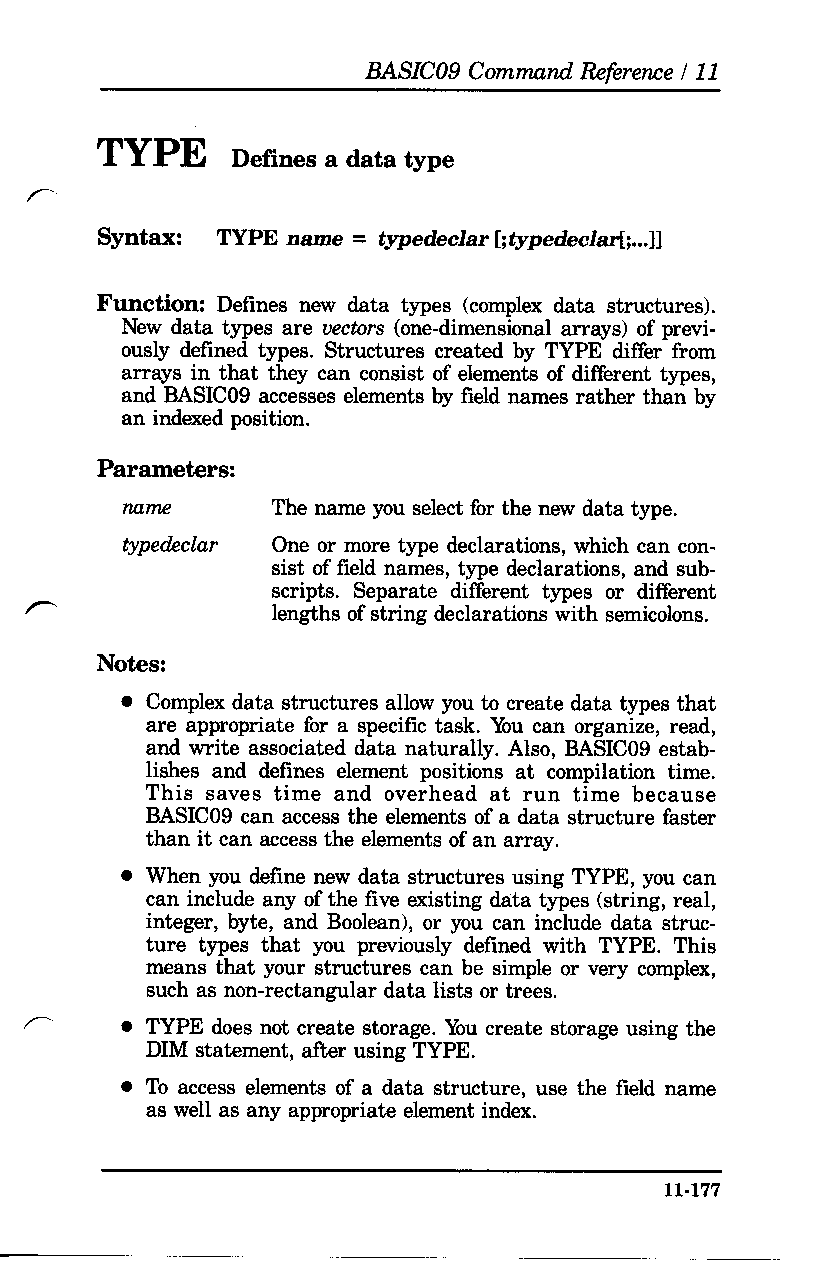 BASIC09 Command Reference / 11
TYPE Defines a data type
Syntax: TYPE name = typedeclar [;typedeclar[;...]]
Function: Defines new data types (complex data structures).
New data types are vectors (one-dimensional arrays) of previ-
ously defined types. Structures created by TYPE differ from
arrays in that they can consist of elements of different types,
and BASIC09 accesses elements by field names rather than by
an indexed position.
Parameters:
name The name you select for the new data type.
typedeclar One or more type declarations, which can con-
sist of field names, type declarations, and sub-
scripts. Separate different types or different
lengths of string declarations with semicolons.
Notes:
• Complex data structures allow you to create data types that
are appropriate for a specific task. You can organize, read,
and write associated data naturally. Also, BASIC09 estab-
lishes and defines element positions at compilation time.
This saves time and overhead at run time because
BASIC09 can access the elements of a data structure faster
than it can access the elements of an array.
• When you define new data structures using TYPE, you can
can include any of the five existing data types (string, real,
integer, byte, and Boolean), or you can include data struc-
ture types that you previously defined with TYPE. This
means that your structures can be simple or very complex,
such as non-rectangular data lists or trees.
• TYPE does not create storage. You create storage using the
DIM statement, after using TYPE.
• To access elements of a data structure, use the field name
as well as any appropriate element index.
11-177